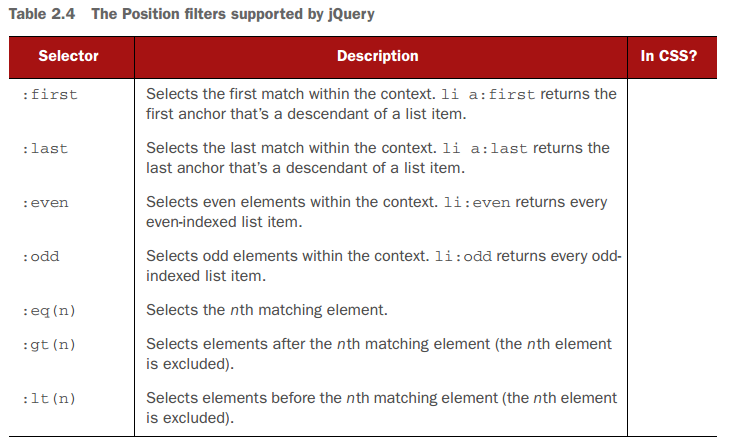 Table 2.4 The Position filters supported by jQuery
Selector Description In CSS?
:first Selects the first match within the context. li a:first returns the
first anchor that's a descendant of a list item.
:last Selects the last match within the context. li a:last returns the
last anchor that's a descendant of a list item.
:even Selects even elements within the context. li:even returns every
even-indexed list item.
:odd Selects odd elements within the context. li:odd returns every odd-
indexed list item.
:eq(n) Selects the nth matching element.
:gt(n) Selects elements after the nth matching element (the nth element
is excluded).
:lt(n) Selects elements before the nth matching element (the nth element
is excluded).